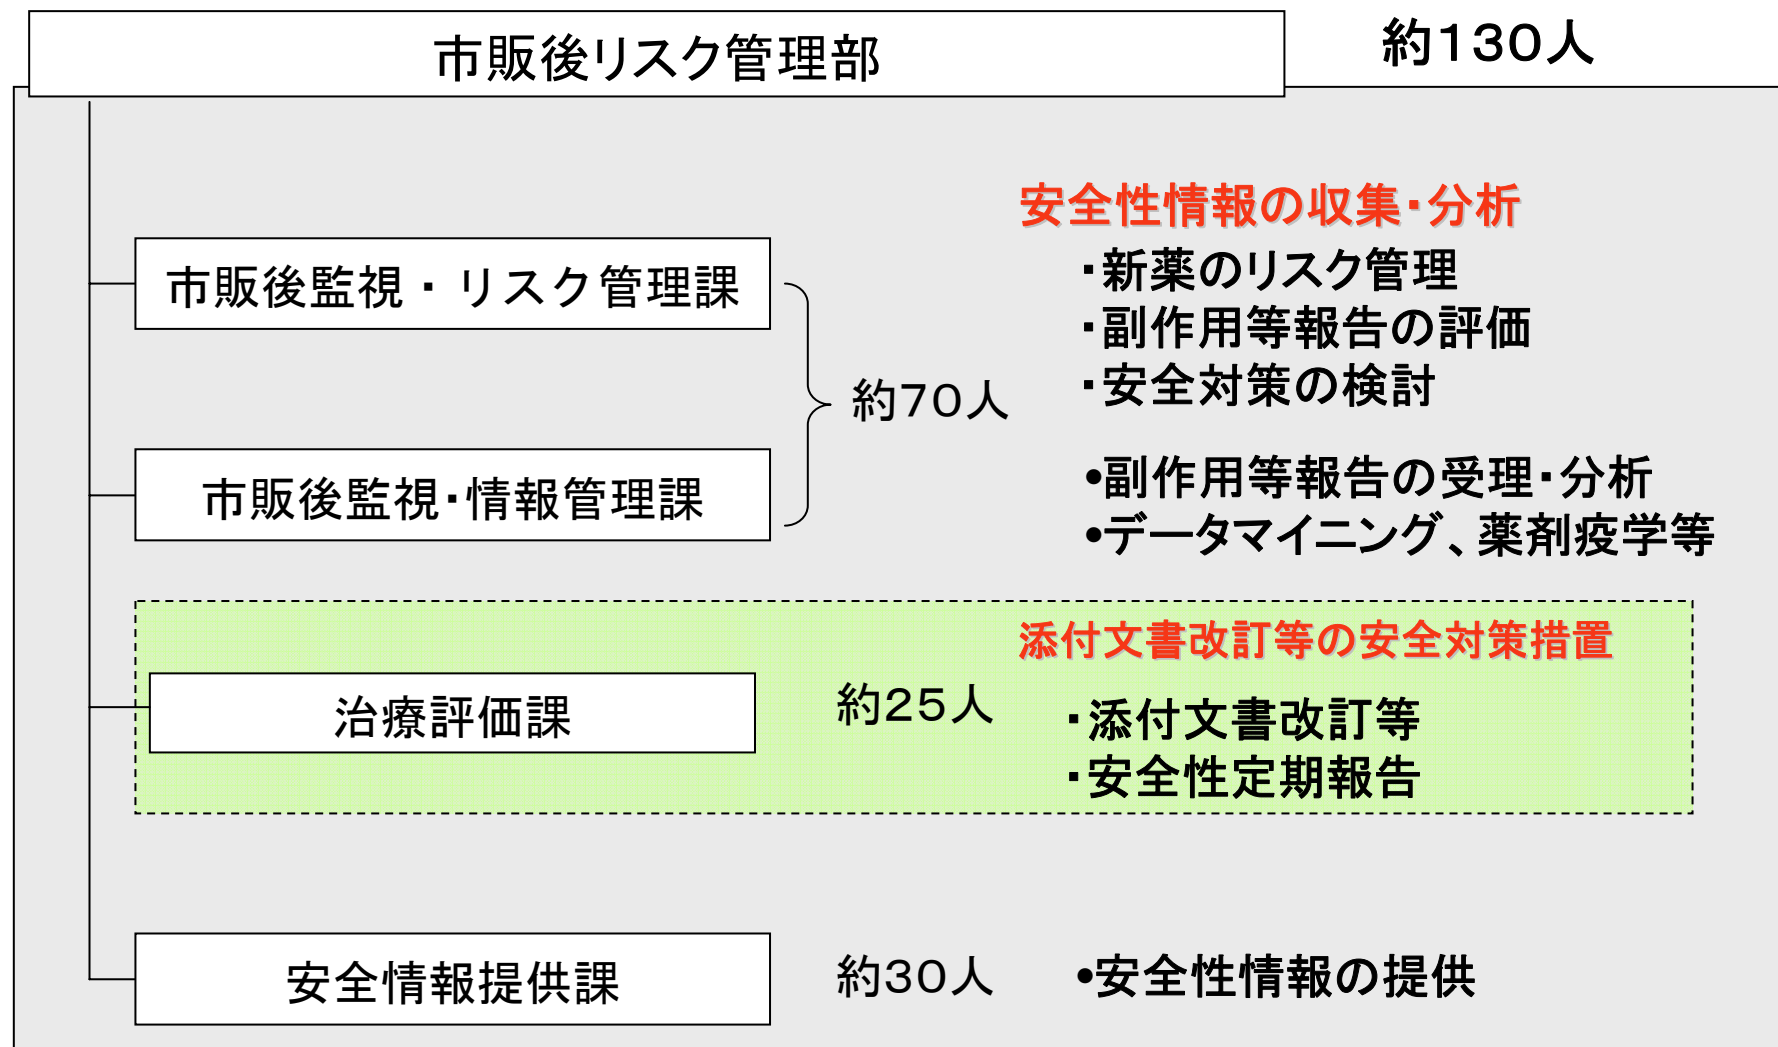 市販後リスク管理部
約130人
安全性情報の収集・分析
市販後監視・リスク管理課
・新薬のリスク管理
・副作用等報告の評価
・安全対策の検討
約70人
市販後監視・情報管理課
•副作用等報告の受理・分析
•データマイニング、薬剤疫学等
添付文書改訂等の安全対策措置
治療評価課
約25人
・添付文書改訂等
・安全性定期報告
安全情報提供課
約30人
•安全性情報の提供